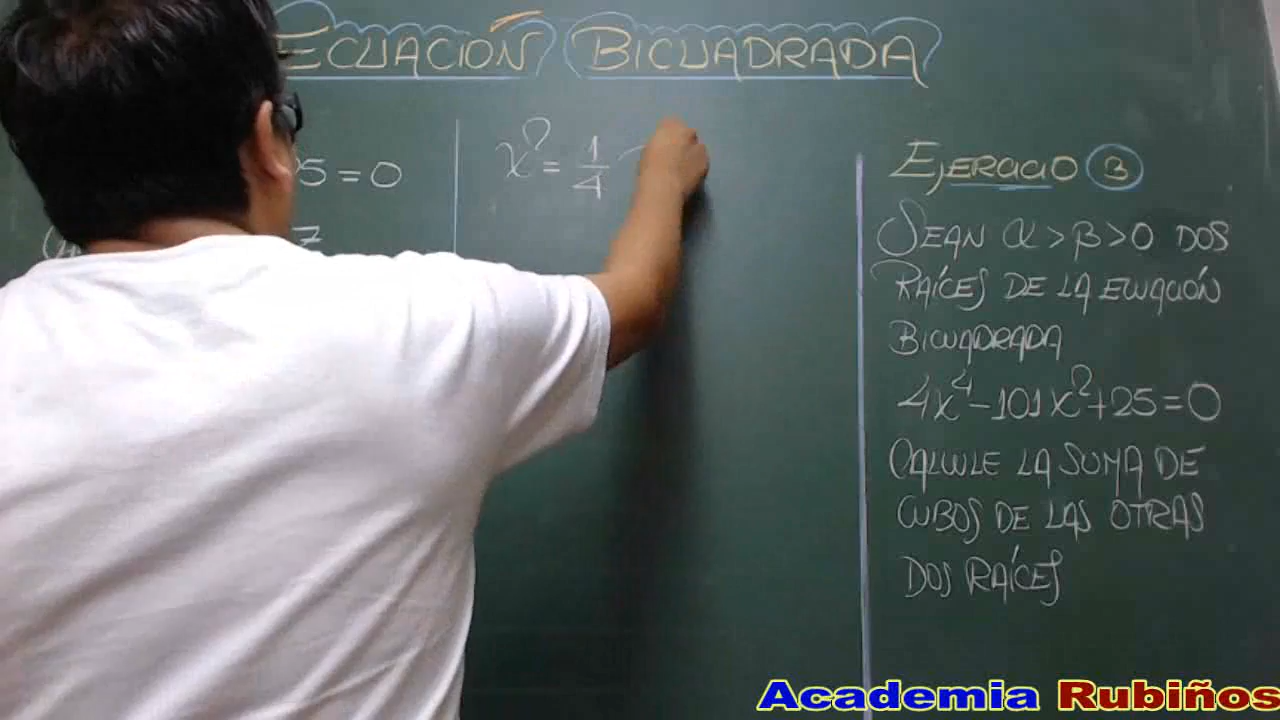 ECUACIÓN BICUADRADA
5=0
x²=1/4
EJERCICIO 3
SEAN α>β>0 DOS
RAÍCES DE LA ECUACIÓN
BICUADRADA
4x⁴-101x²+25=0
CALCULE LA SUMA DE
CUBOS DE LAS OTRAS
DOS RAÍCES
Academia Rubiños